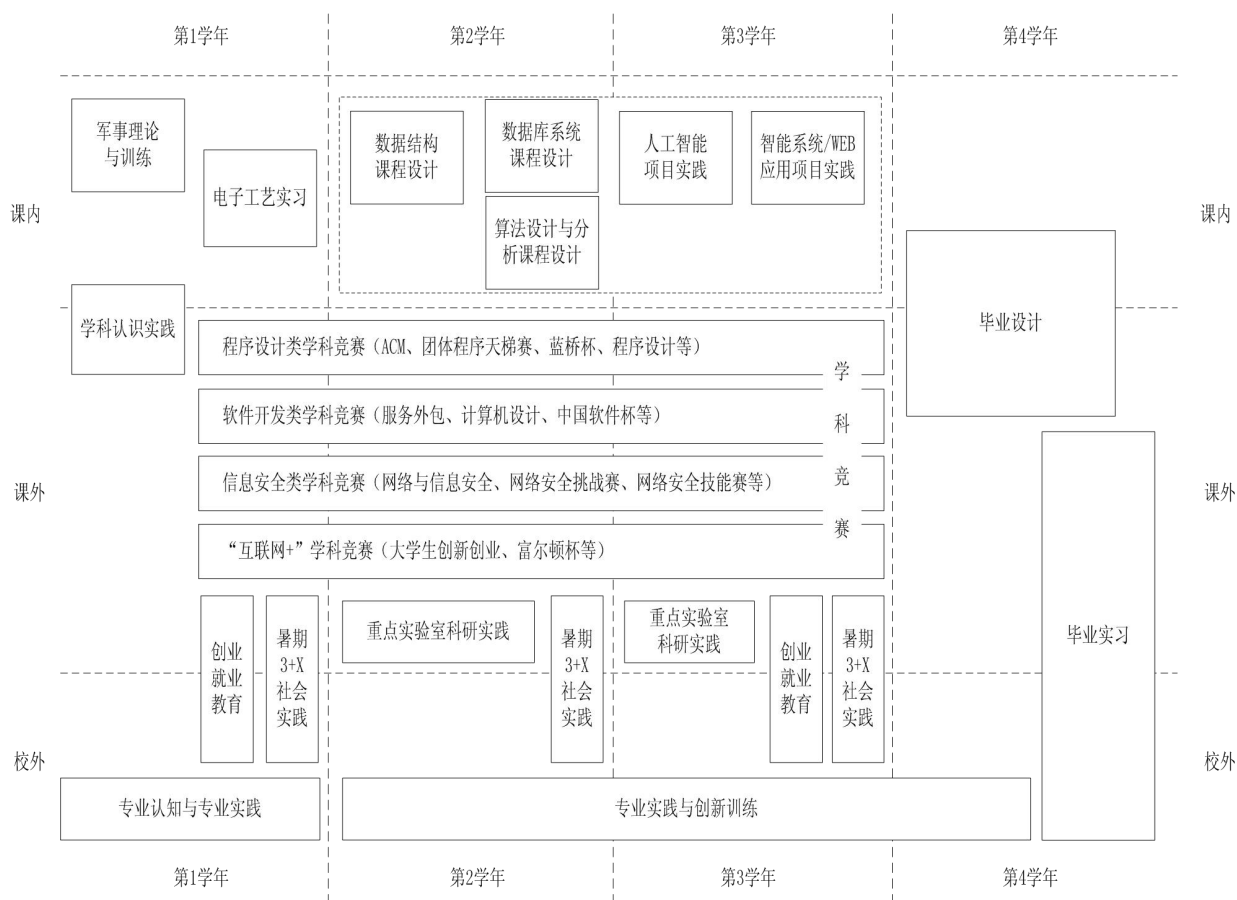 第1学年
第2学年
第3学年
第4学年
军事理论
与训练
电子工艺实习
数据结构
课程设计
数据库系统
课程设计
算法设计与分
析课程设计
人工智能
项目实践
智能系统/WEB
应用项目实践
课内
课内
学科认识实践
毕业设计
程序设计类学科竞赛（ACM、团体程序天梯赛、蓝桥杯、程序设计等）
软件开发类学科竞赛（服务外包、计算机设计、中国软件杯等）
信息安全类学科竞赛（网络与信息安全、网络安全挑战赛、网络安全技能赛等）
“互联网+”学科竞赛（大学生创新创业、富尔顿杯等）
学
科
竞
赛
课外
课外
创业
就业
教育
暑期
3+X
社会
实践
重点实验室科研实践
暑期
3+X
社会
实践
重点实验室
科研实践
创业
就业
教育
暑期
3+X
社会
实践
毕业实习
校外
校外
专业认知与专业实践
专业实践与创新训练
第1学年
第2学年
第3学年
第4学年